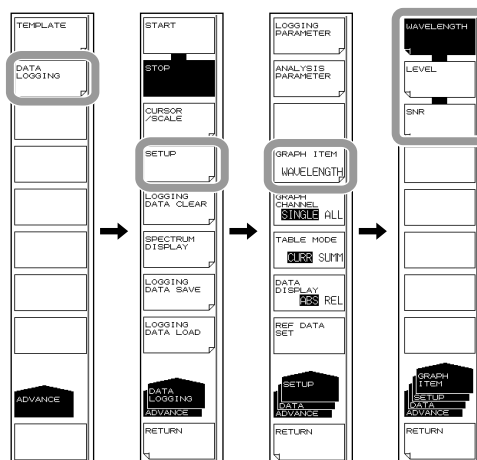 TEMPLATE
DATA
LOGGING
ADVANCE
START
STOP
CURSOR
/SCALE
SETUP
LOGGING
DATA CLEAR
SPECTRUM
DISPLAY
LOGGING
DATA SAVE
LOGGING
DATA LOAD
DATA
LOGGING
ADVANCE
RETURN
LOGGING
PARAMETER
ANALYSIS
PARAMETER
GRAPH ITEM
WAVELENGTH
GRAPH
CHANNEL
SINGLE ALL
TABLE MODE
CURR SUMM
DATA
DISPLAY
ABS REL
REF DATA
SET
SETUP
DATA
ADVANCE
RETURN
WAVELENGTH
LEVEL
SNR
GRAPH
ITEM
SETUP
DATA
ADVANCE
RETURN